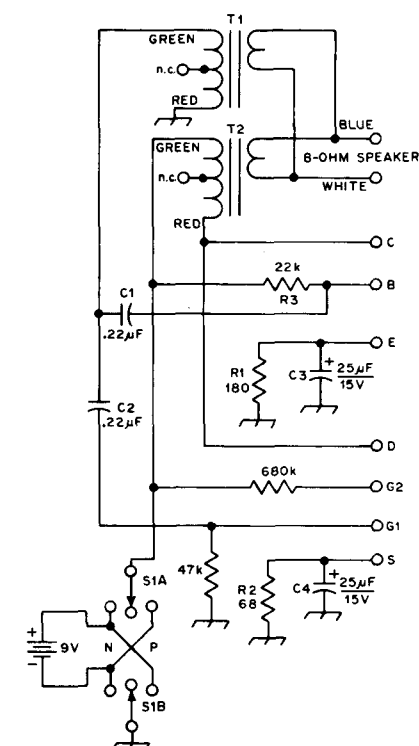 T1
GREEN
n.c.
RED
T2
GREEN
BLUE
8-OHM SPEAKER
n.c.
WHITE
RED
C
22k
B
R3
C1
.22µF
E
R1
180
C3
+
25µF
15V
C2
.22µF
D
680k
G2
G1
S1A
47k
S
R2
68
C4
+
25µF
15V
+
9V
-
N
P
S1B